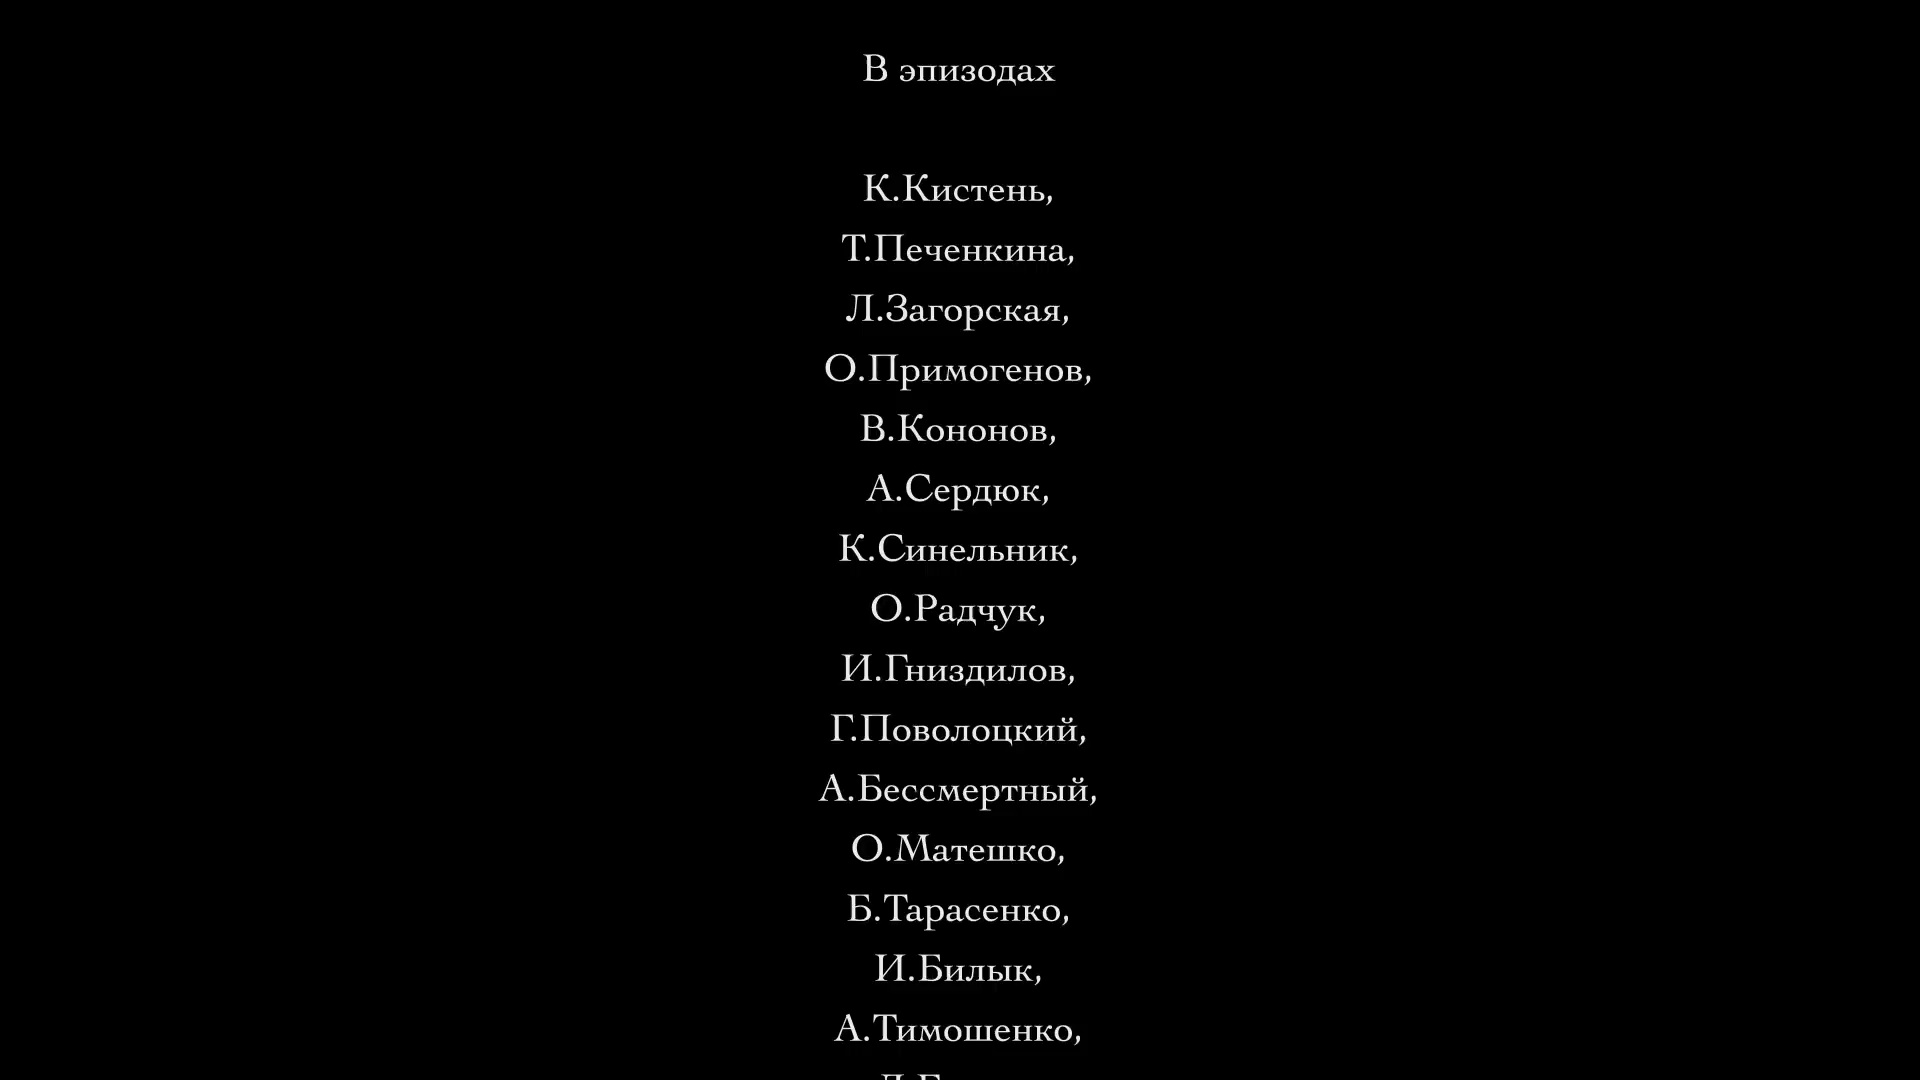 В эпизодах
К.Кистень,
Т.Печенкина,
Л.Загорская,
О.Примогенов,
В.Кононов,
А.Сердюк,
К.Синельник,
О.Радчук,
И.Гниздилов,
Г.Поволоцкий,
А.Бессмертный,
О.Матешко,
Б.Тарасенко,
И.Билык,
А.Тимошенко,